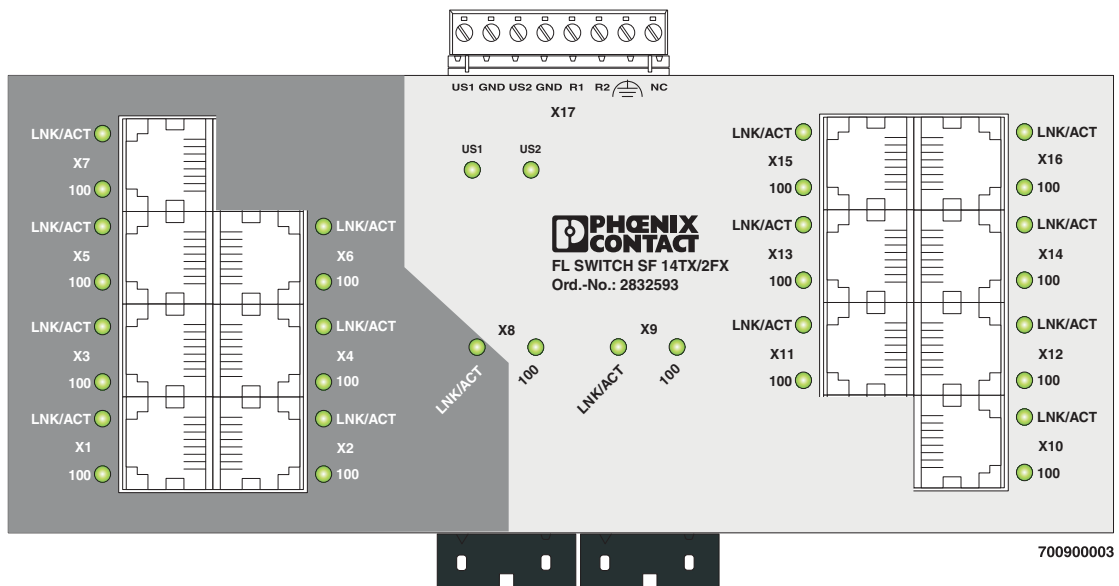 US1 GND US2 GND R1 R2 NC
X17
US1 US2
PHŒNIX
CONTACT
FL SWITCH SF 14TX/2FX
Ord.-No.: 2832593
LNK/ACT
X7
100
LNK/ACT
X5
100
LNK/ACT
X6
100
LNK/ACT
X3
100
LNK/ACT
X4
100
LNK/ACT
X1
100
LNK/ACT
X2
100
X8
LNK/ACT
100
X9
LNK/ACT
100
LNK/ACT
X15
100
LNK/ACT
X16
100
LNK/ACT
X13
100
LNK/ACT
X14
100
LNK/ACT
X11
100
LNK/ACT
X12
100
LNK/ACT
X10
100
700900003